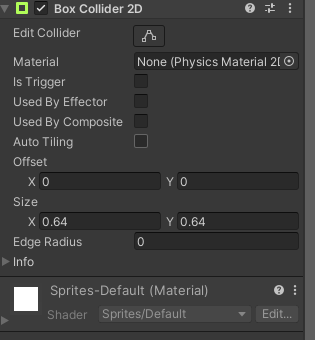 Box Collider 2D
Edit Collider
Material None (Physics Material 2D
Is Trigger
Used By Effector
Used By Composite
Auto Tiling
Offset
X 0 Y 0
Size
X 0.64 Y 0.64
Edge Radius 0
Info
Sprites-Default (Material)
Shader Sprites/Default Edit...